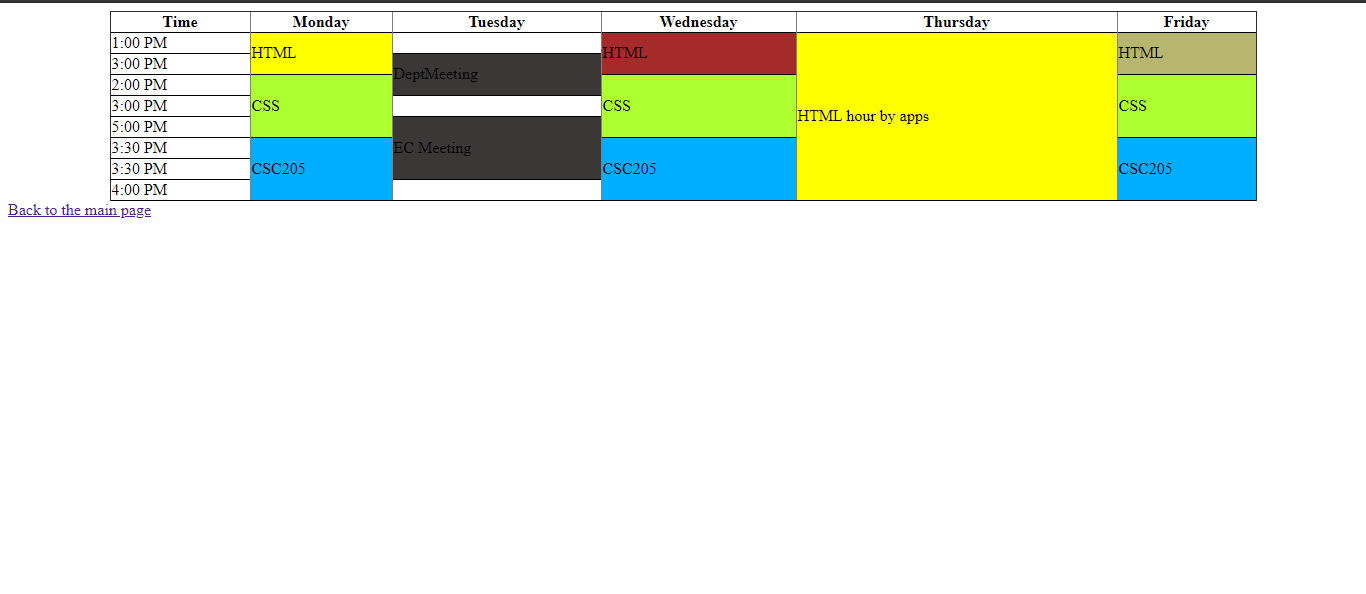 Time Monday Tuesday Wednesday Thursday Friday
1:00 PM HTML HTML HTML hour by apps HTML
3:00 PM DeptMeeting
2:00 PM CSS CSS CSS
3:00 PM
5:00 PM EC Meeting
3:30 PM CSC205 CSC205 CSC205
3:30 PM
4:00 PM
Back to the main page